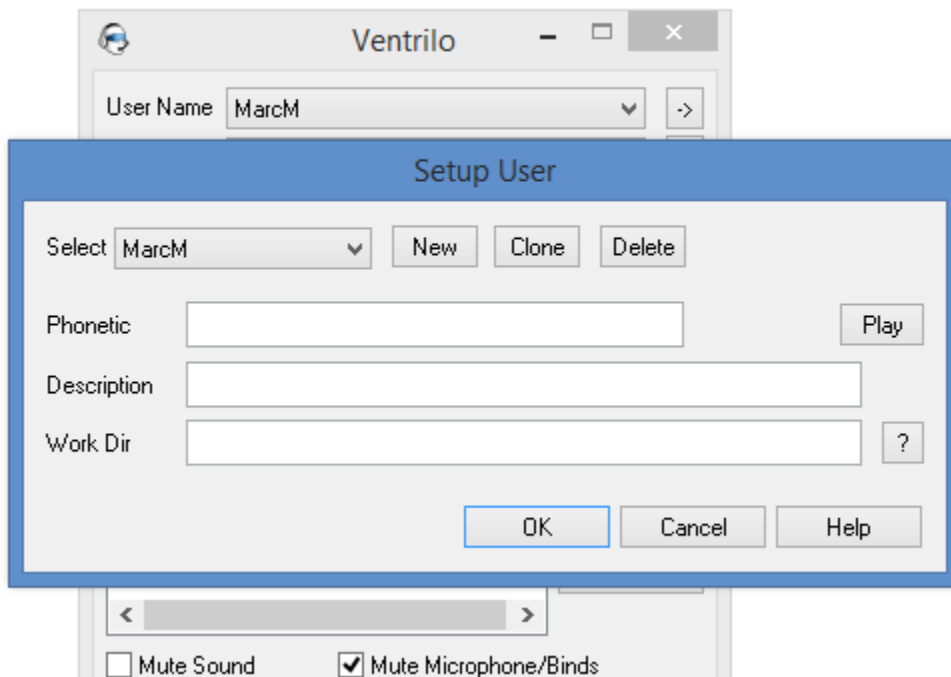 Ventrilo
User Name MarcM ->
Setup User
Select MarcM New Clone Delete
Phonetic Play
Description
Work Dir ?
OK Cancel Help
Mute Sound Mute Microphone/Binds